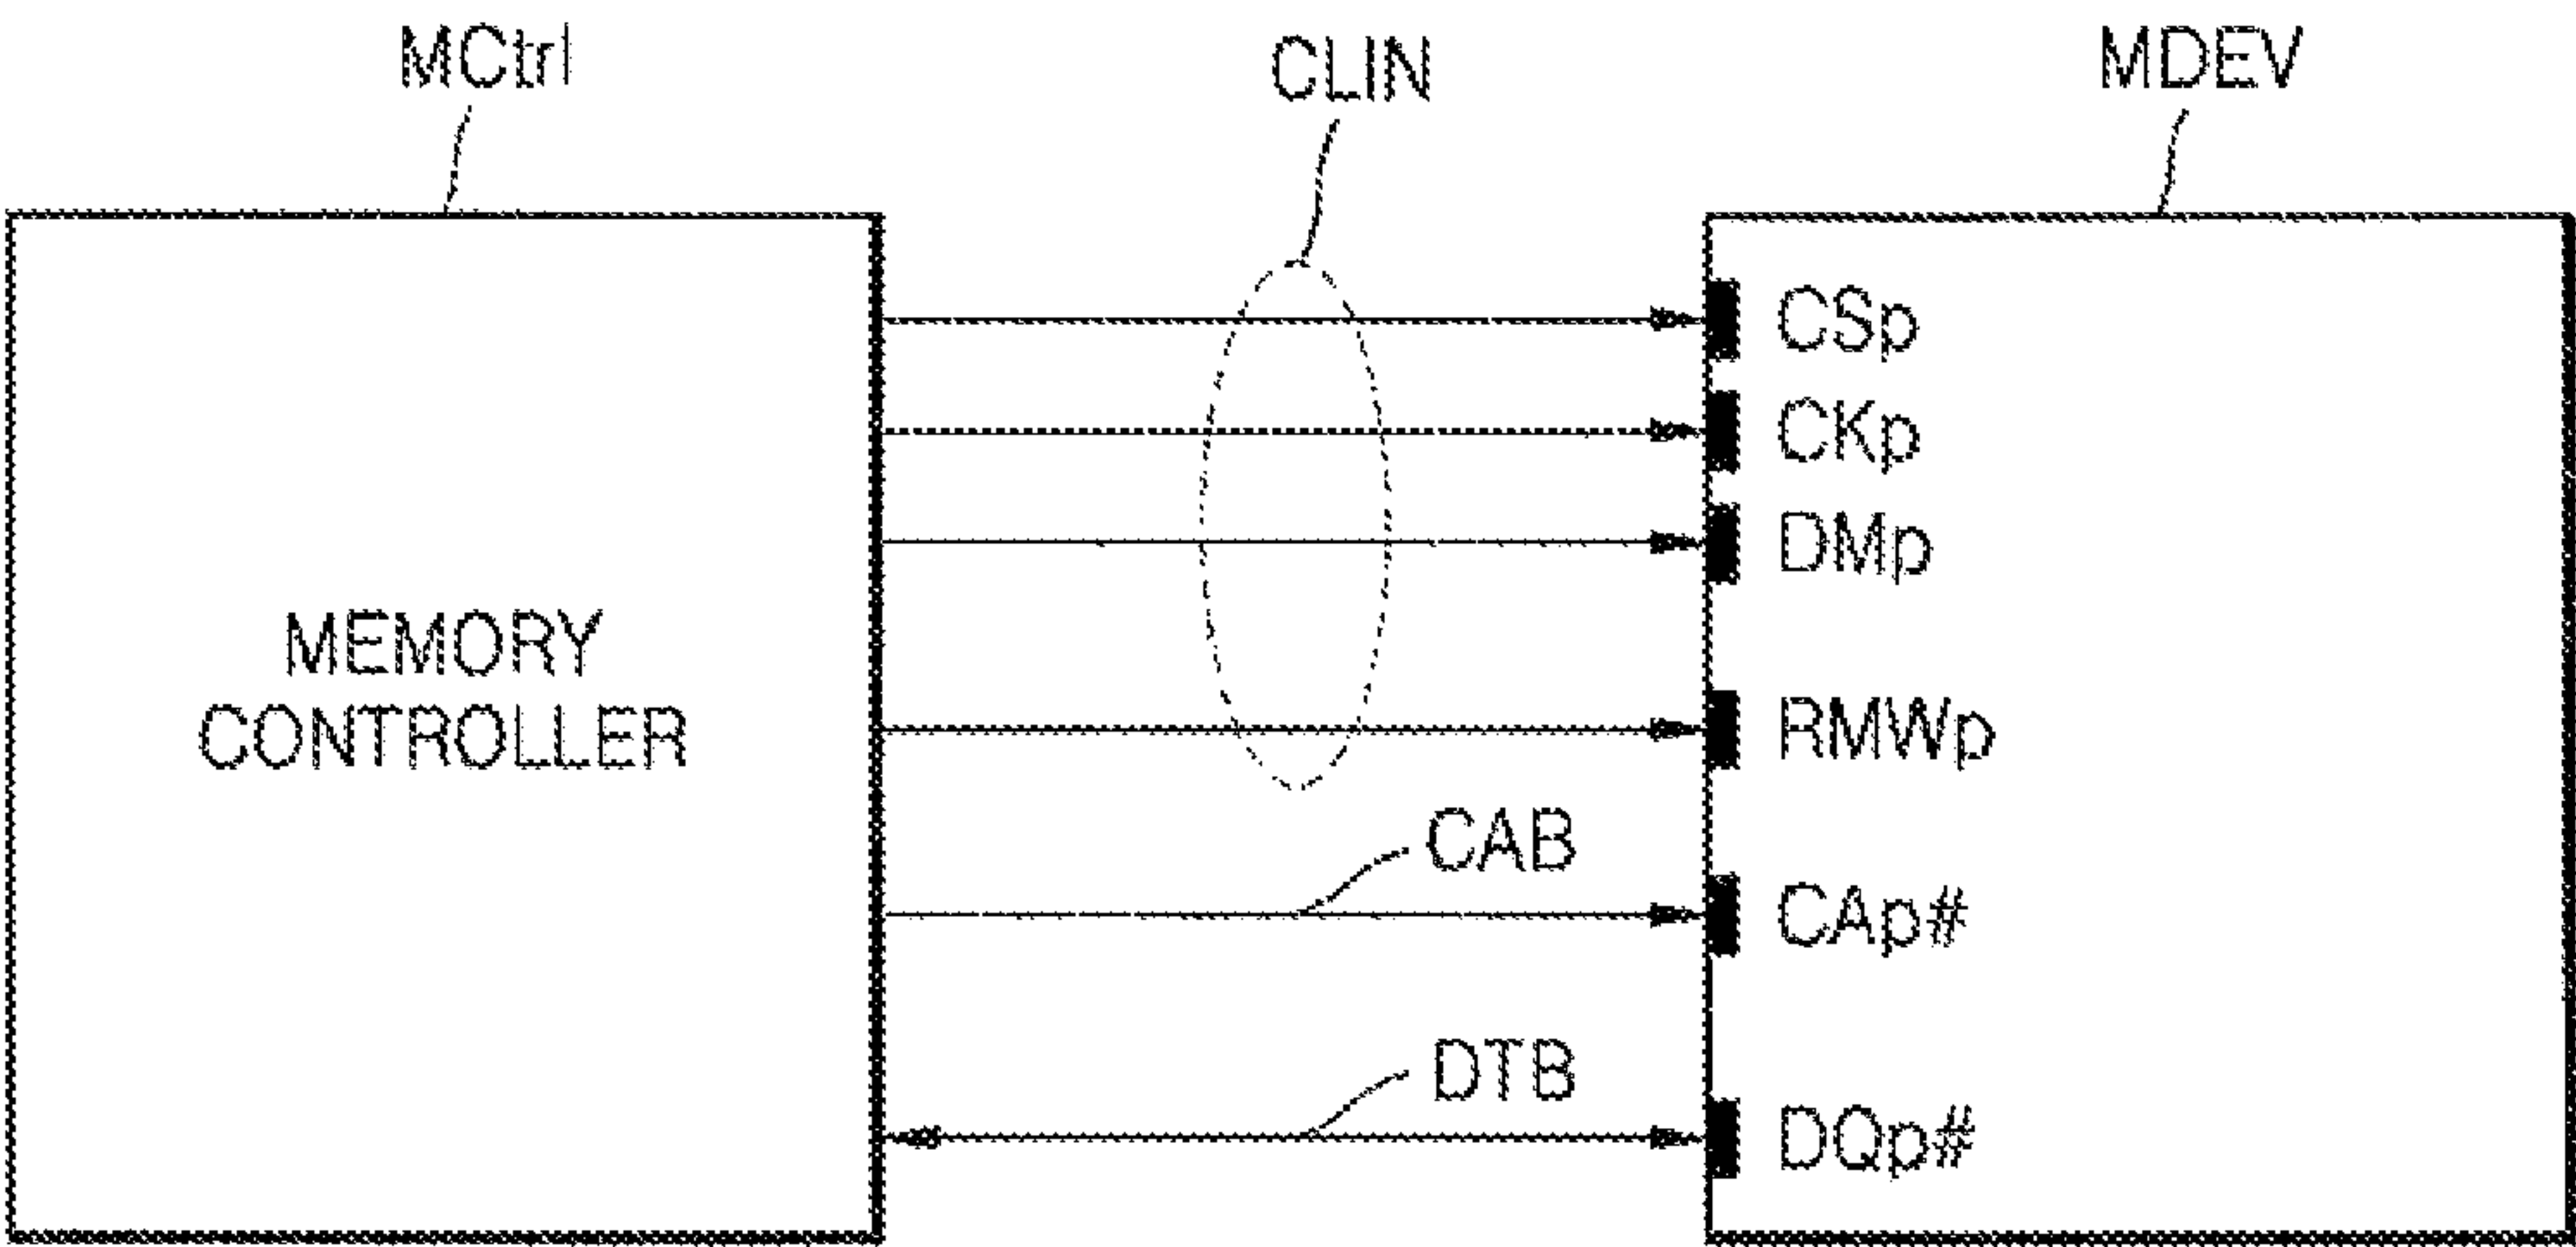 MCtrl
CLIN
MDEV
CSp
CKp
DMp
MEMORY
CONTROLLER
RMWp
CAB
CAp#
DTB
DQp#